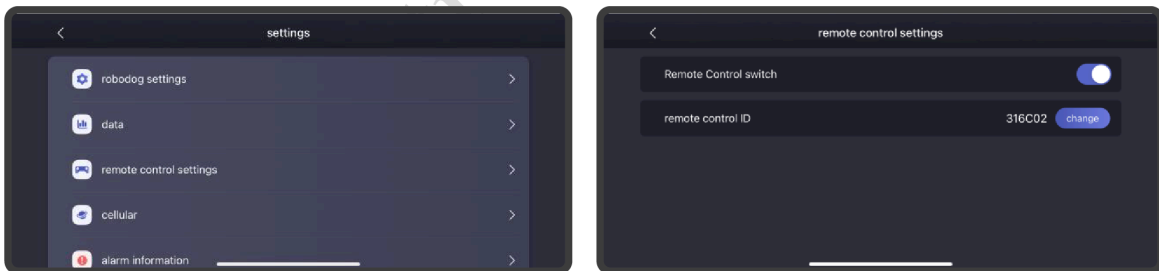 settings
robodog settings
data
remote control settings
cellular
alarm information
remote control settings
Remote Control switch
remote control ID 316C02 change